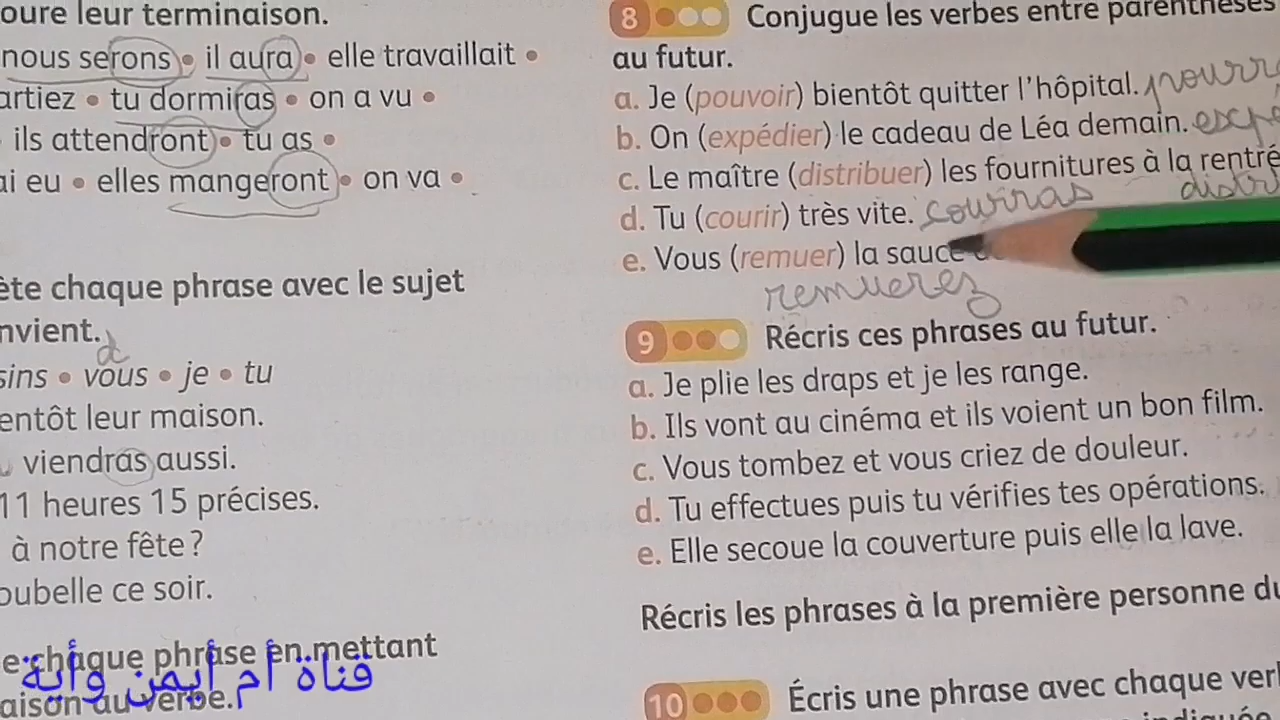 oure leur terminaison.
nous serons • il aura • elle travaillait •
artiez • tu dormiras • on a vu •
ils attendront • tu as •
ai eu • elles mangeront • on va •
ète chaque phrase avec le sujet
nvient.
sins • vous • je • tu
entôt leur maison.
viendras aussi.
11 heures 15 précises.
à notre fête ?
oubelle ce soir.
e chaque phrase en mettant
aison au verbe.
قناة أم أيمن وأية
8 Conjugue les verbes entre parenthèses
au futur.
a. Je (pouvoir) bientôt quitter l'hôpital. pourr
b. On (expédier) le cadeau de Léa demain. expé
c. Le maître (distribuer) les fournitures à la rentré
distri
d. Tu (courir) très vite. couriras
e. Vous (remuer) la sauce
remuerez
9 Récris ces phrases au futur.
a. Je plie les draps et je les range.
b. Ils vont au cinéma et ils voient un bon film.
c. Vous tombez et vous criez de douleur.
d. Tu effectues puis tu vérifies tes opérations.
e. Elle secoue la couverture puis elle la lave.
Récris les phrases à la première personne du
10 Écris une phrase avec chaque ver